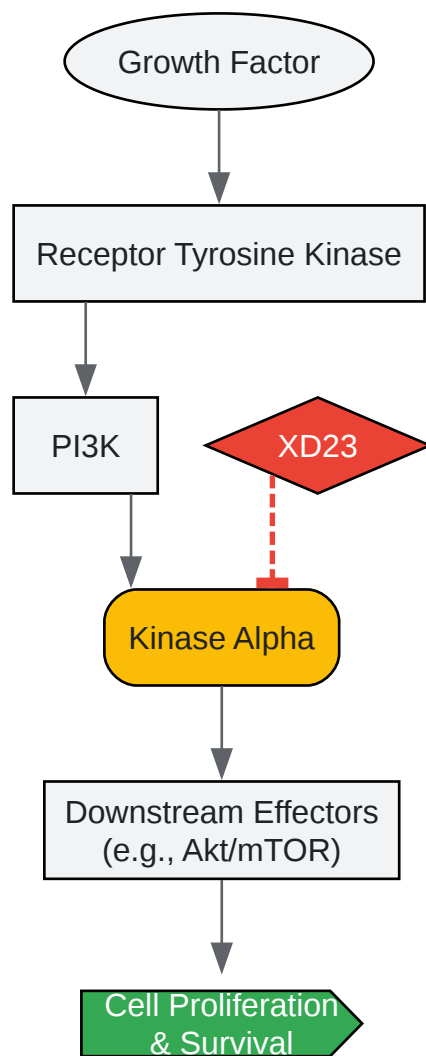 Growth Factor
Receptor Tyrosine Kinase
PI3K
XD23
Kinase Alpha
Downstream Effectors
(e.g., Akt/mTOR)
Cell Proliferation
& Survival